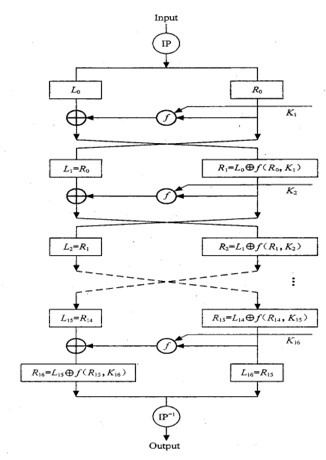 Input
IP
L₀ R₀
f K₁
L₁=R₀ R₁=L₀⊕f(R₀, K₁)
f K₂
L₂=R₁ R₂=L₁⊕f(R₁, K₂)
⋮
L₁₅=R₁₄ R₁₅=L₁₄⊕f(R₁₄, K₁₅)
f K₁₆
R₁₆=L₁₅⊕f(R₁₅, K₁₆) L₁₆=R₁₅
IP⁻¹
Output